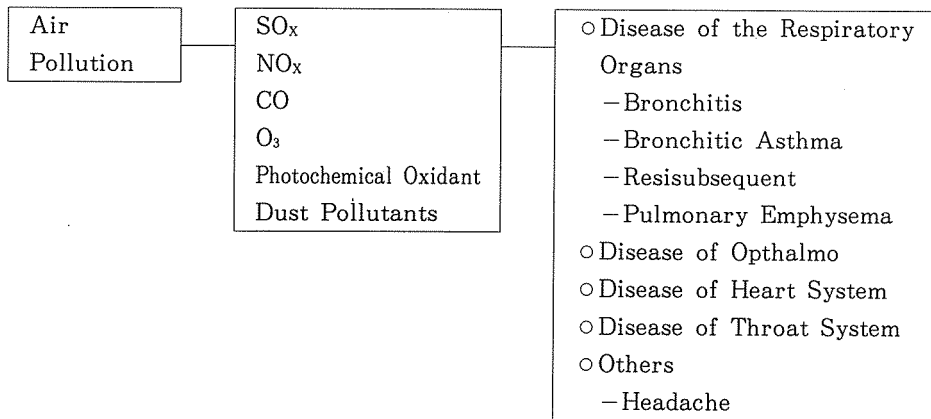 Air
Pollution
SOx
NOx
CO
O3
Photochemical Oxidant
Dust Pollutants
○ Disease of the Respiratory
Organs
－Bronchitis
－Bronchitic Asthma
－Resisubsequent
－Pulmonary Emphysema
○ Disease of Opthalmo
○ Disease of Heart System
○ Disease of Throat System
○ Others
－Headache